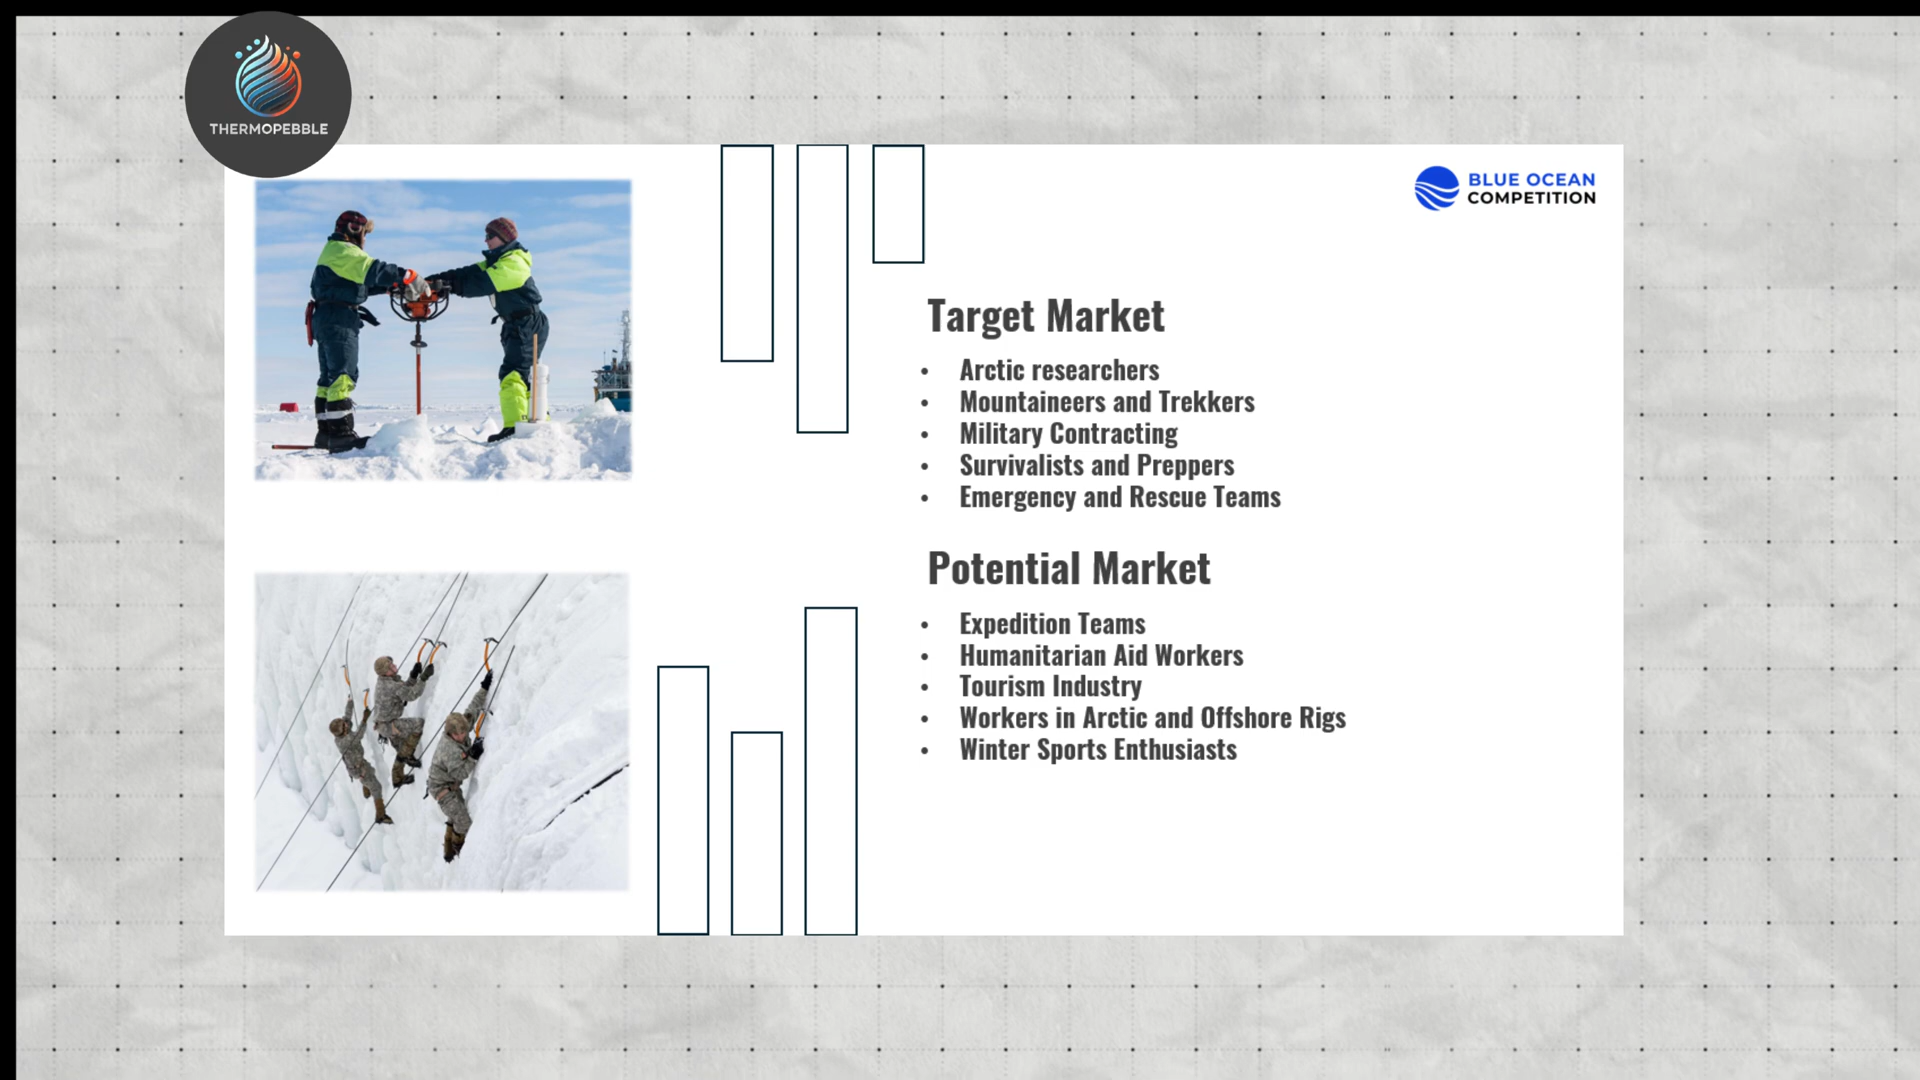 THERMOPEBBLE
BLUE OCEAN
COMPETITION
Target Market
• Arctic researchers
• Mountaineers and Trekkers
• Military Contracting
• Survivalists and Preppers
• Emergency and Rescue Teams
Potential Market
• Expedition Teams
• Humanitarian Aid Workers
• Tourism Industry
• Workers in Arctic and Offshore Rigs
• Winter Sports Enthusiasts